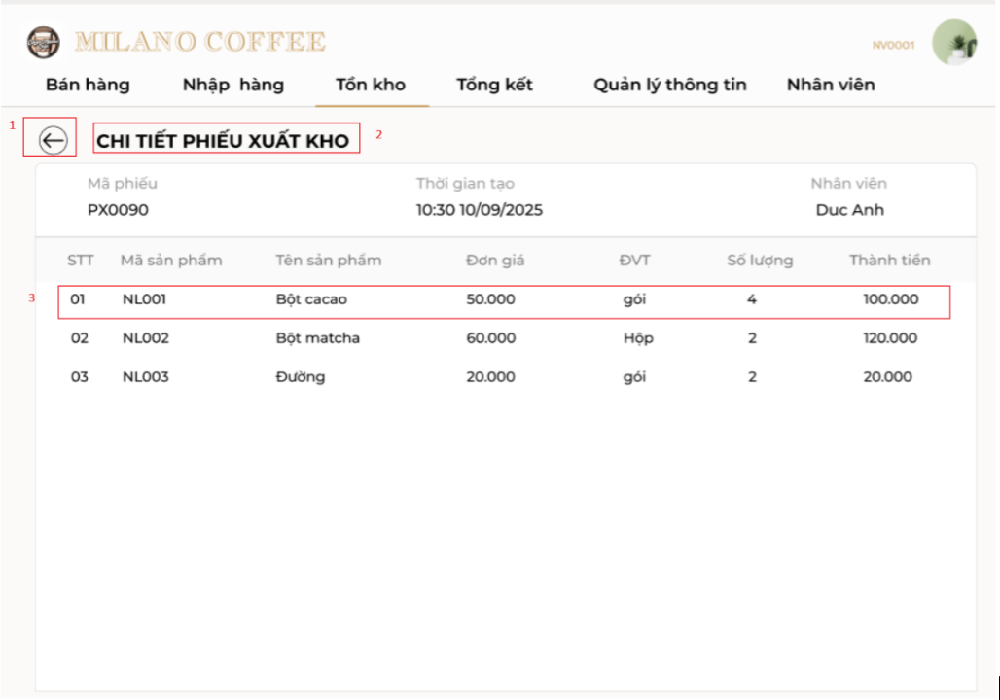 MILANO COFFEE
NV0001
Bán hàng Nhập hàng Tồn kho Tổng kết Quản lý thông tin Nhân viên
1
CHI TIẾT PHIẾU XUẤT KHO 2
Mã phiếu Thời gian tạo Nhân viên
PX0090 10:30 10/09/2025 Duc Anh
STT Mã sản phẩm Tên sản phẩm Đơn giá ĐVT Số lượng Thành tiền
3 01 NL001 Bột cacao 50.000 gói 4 100.000
02 NL002 Bột matcha 60.000 Hộp 2 120.000
03 NL003 Đường 20.000 gói 2 20.000